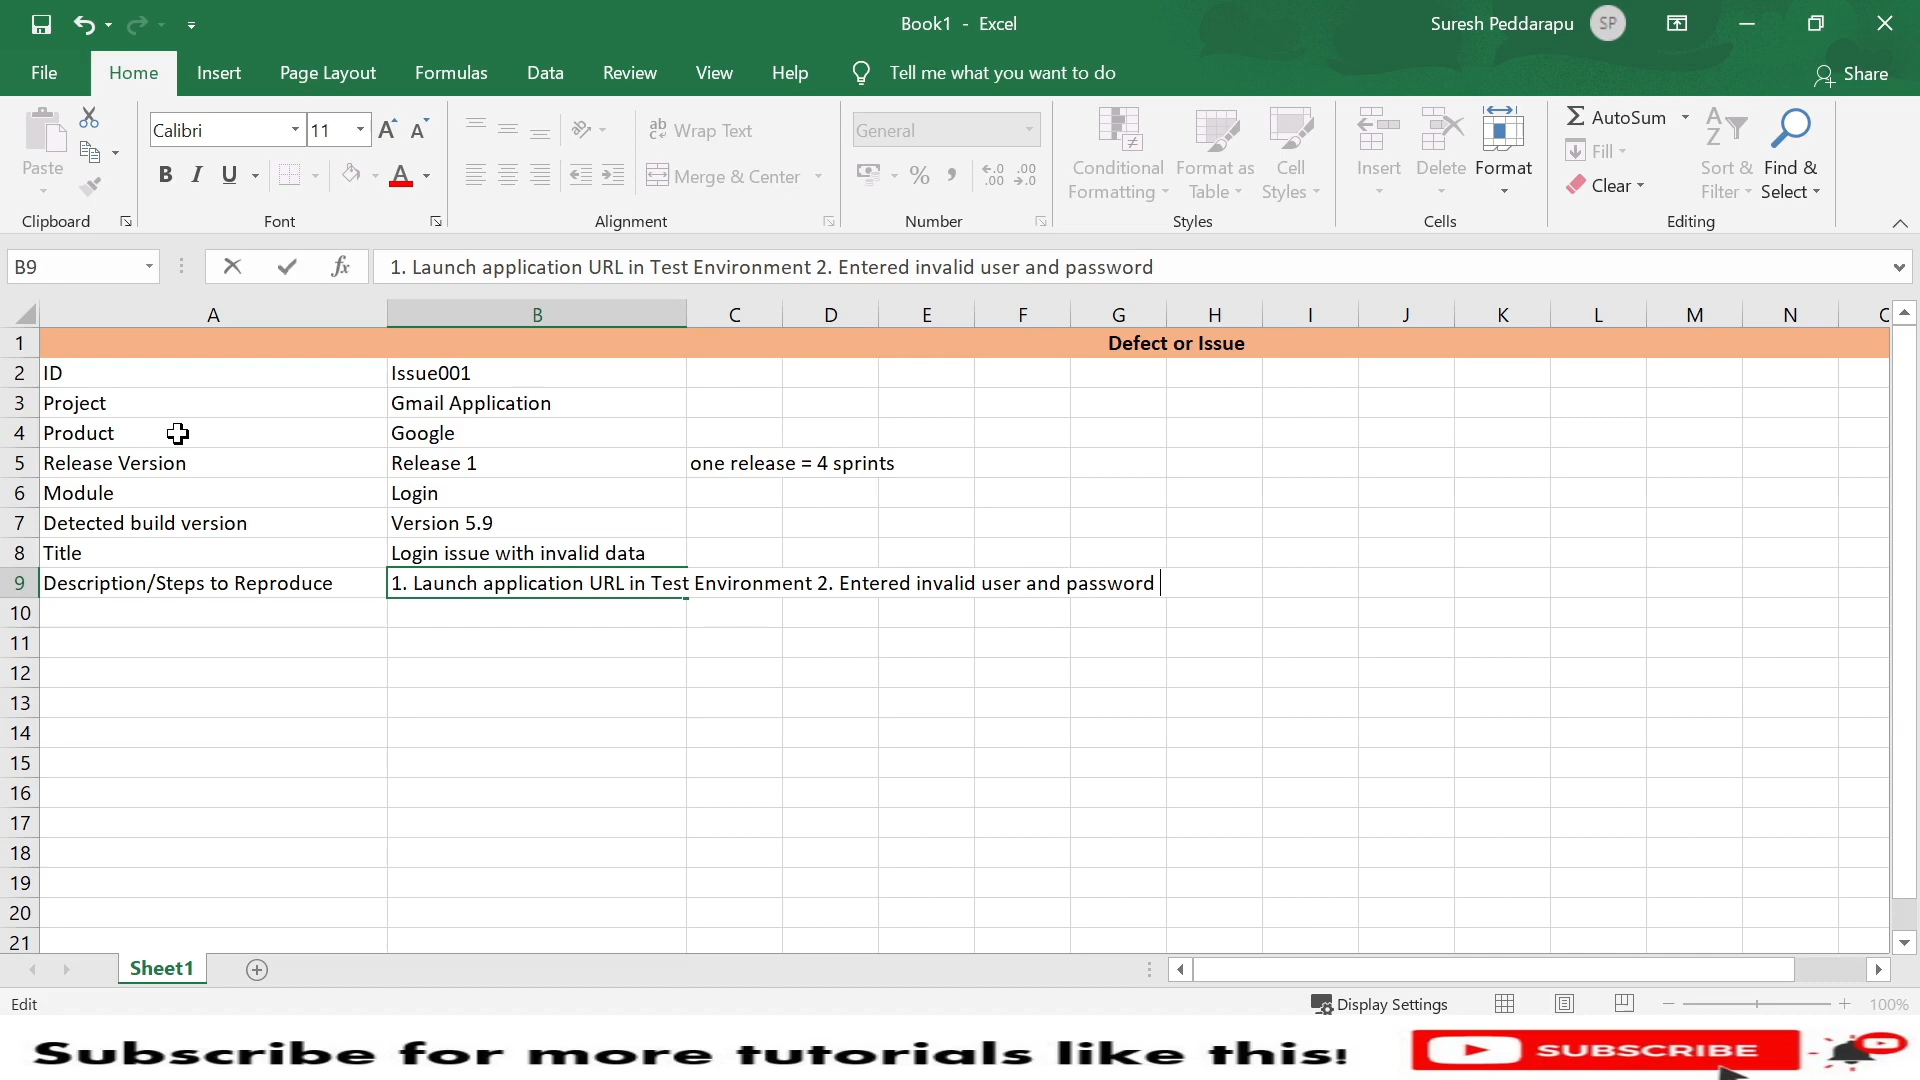 Book1 - Excel
Suresh Peddarapu SP
File Home Insert Page Layout Formulas Data Review View Help Tell me what you want to do Share
Paste
Clipboard
Calibri 11
B I U A
Font
ab Wrap Text
Merge & Center
Alignment
General
% , .00 .0
Number
Conditional Formatting
Format as Table
Cell Styles
Styles
Insert
Delete
Format
Cells
AutoSum
Fill
Clear
Sort & Filter
Find & Select
Editing
B9 fx 1. Launch application URL in Test Environment 2. Entered invalid user and password
A B C D E F G H I J K L M N
1 Defect or Issue
2 ID Issue001
3 Project Gmail Application
4 Product Google
5 Release Version Release 1 one release = 4 sprints
6 Module Login
7 Detected build version Version 5.9
8 Title Login issue with invalid data
9 Description/Steps to Reproduce 1. Launch application URL in Test Environment 2. Entered invalid user and password
10
11
12
13
14
15
16
17
18
19
20
21
Sheet1
Edit Display Settings 100%
Subscribe for more tutorials like this! SUBSCRIBE